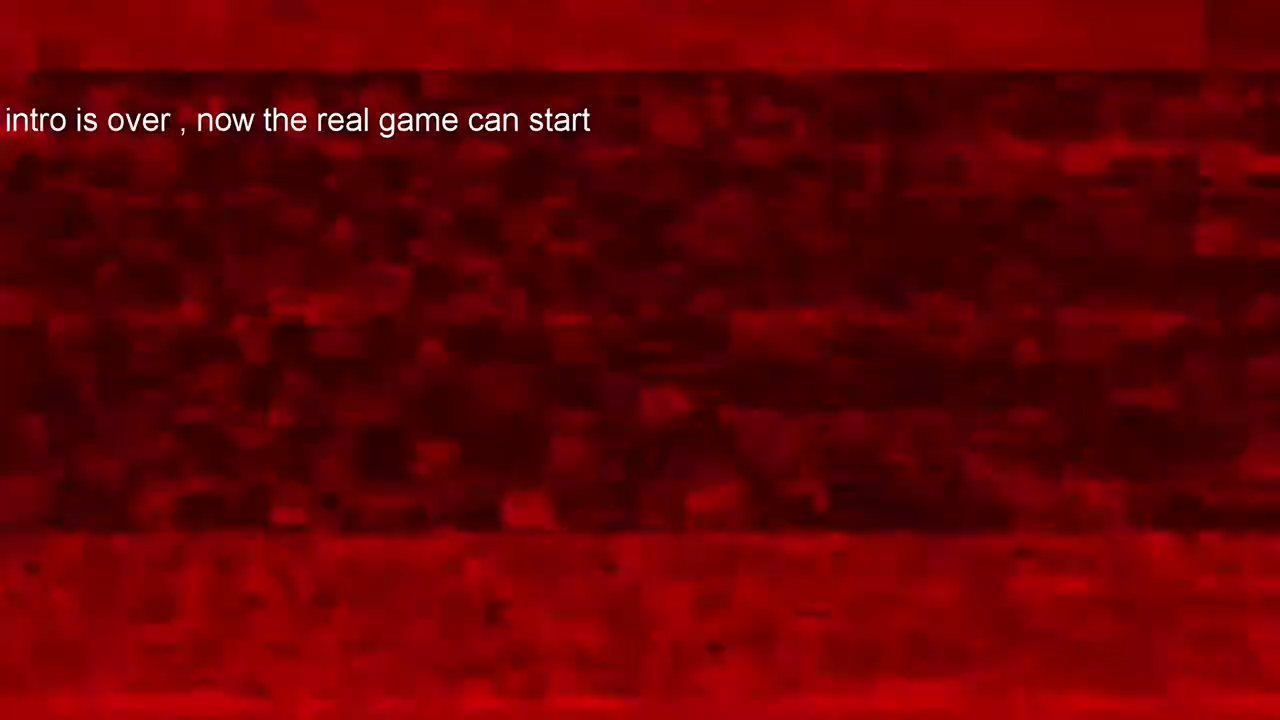 intro is over , now the real game can start